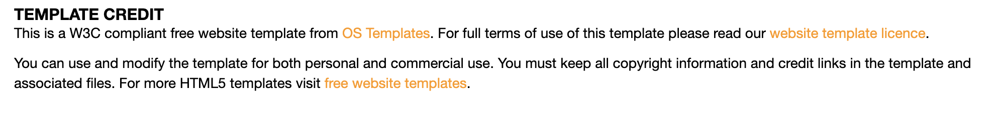 TEMPLATE CREDIT
This is a W3C compliant free website template from OS Templates. For full terms of use of this template please read our website template licence.
You can use and modify the template for both personal and commercial use. You must keep all copyright information and credit links in the template and
associated files. For more HTML5 templates visit free website templates.